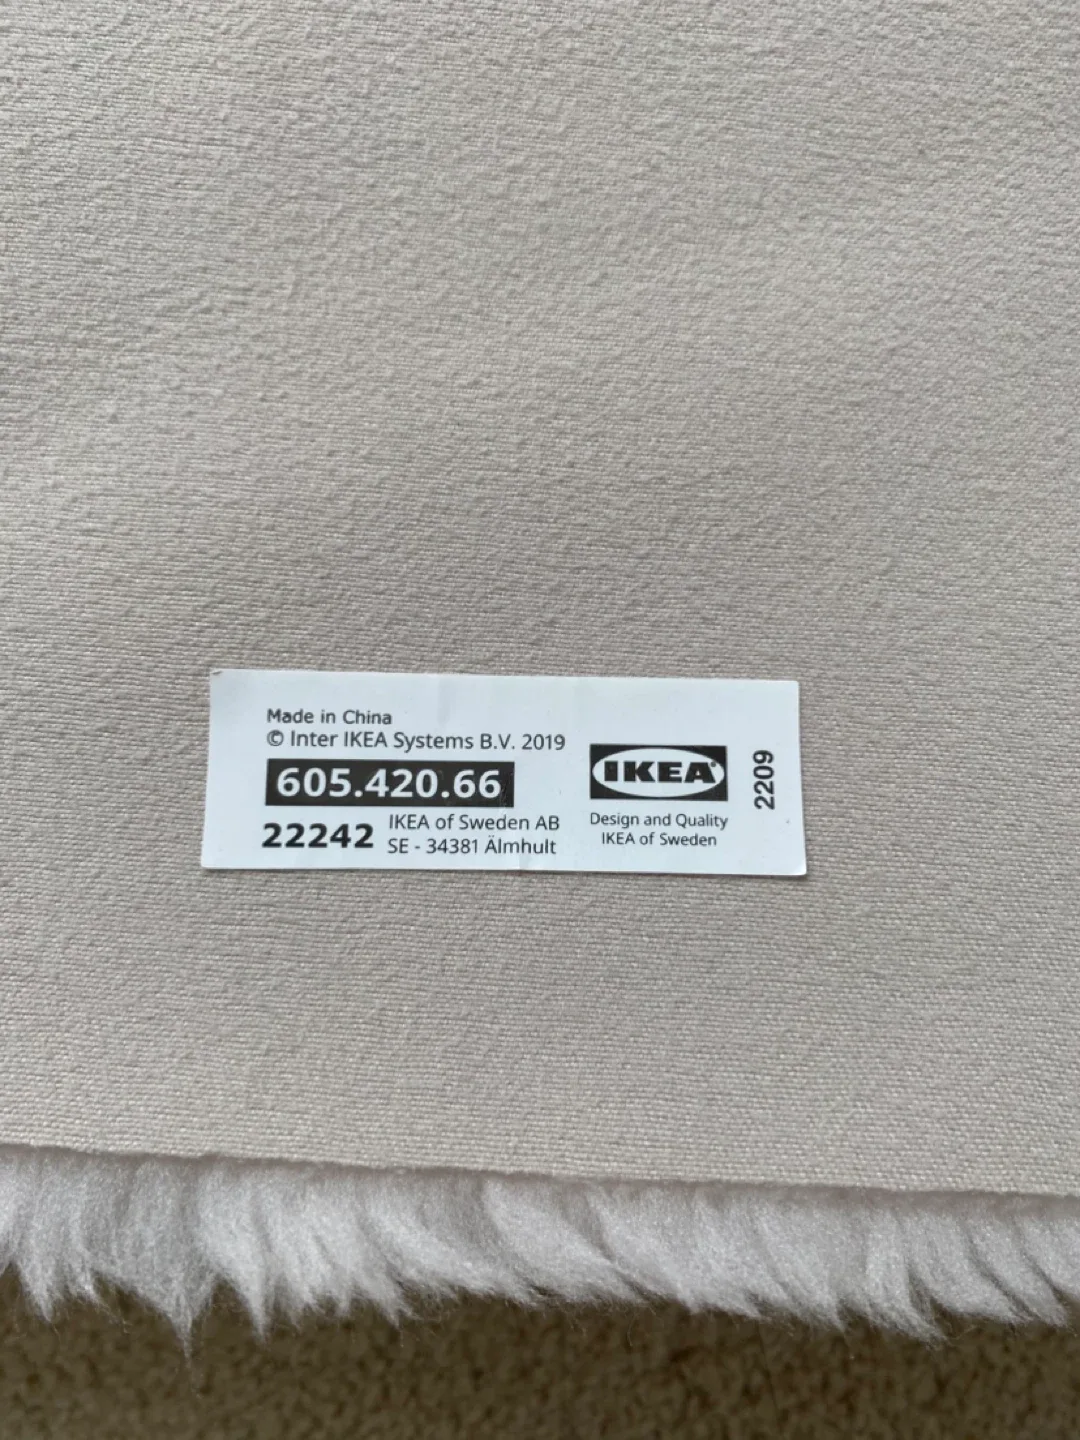 Made in China
© Inter IKEA Systems B.V. 2019
605.420.66
22242
IKEA of Sweden AB
SE - 34381 Älmhult
IKEA®
Design and Quality
IKEA of Sweden
2209